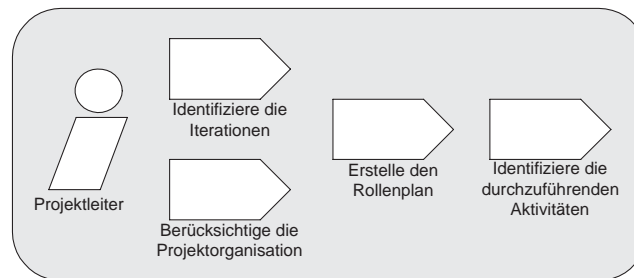 Projektleiter
Identifiziere die
Iterationen
Berücksichtige die
Projektorganisation
Erstelle den
Rollenplan
Identifiziere die
durchzuführenden
Aktivitäten